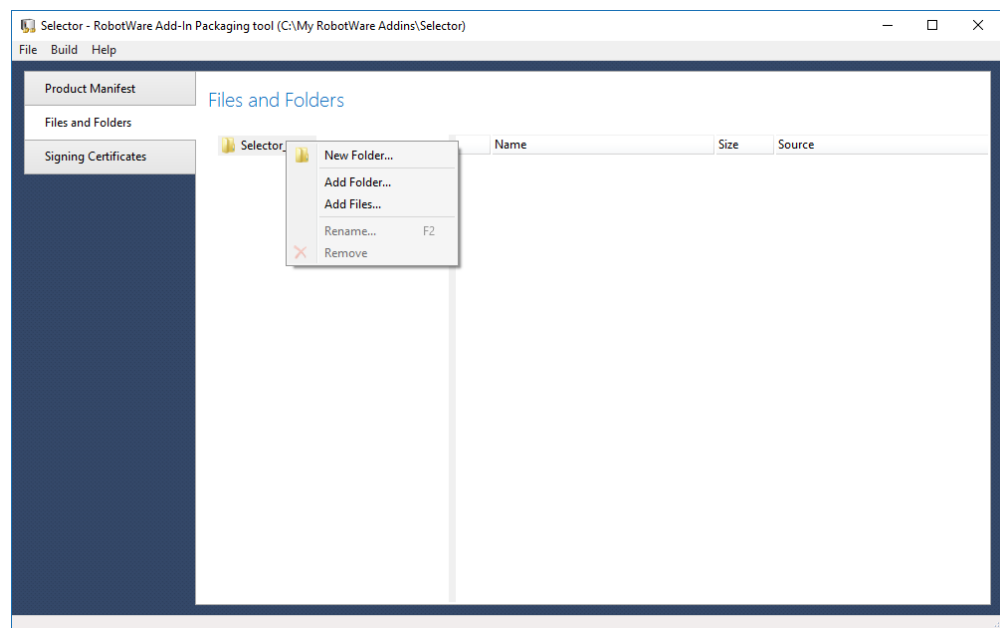 Selector - RobotWare Add-In Packaging tool (C:\My RobotWare Addins\Selector)
File Build Help
Product Manifest
Files and Folders
Signing Certificates
Files and Folders
Selector_
Name Size Source
New Folder...
Add Folder...
Add Files...
Rename... F2
Remove